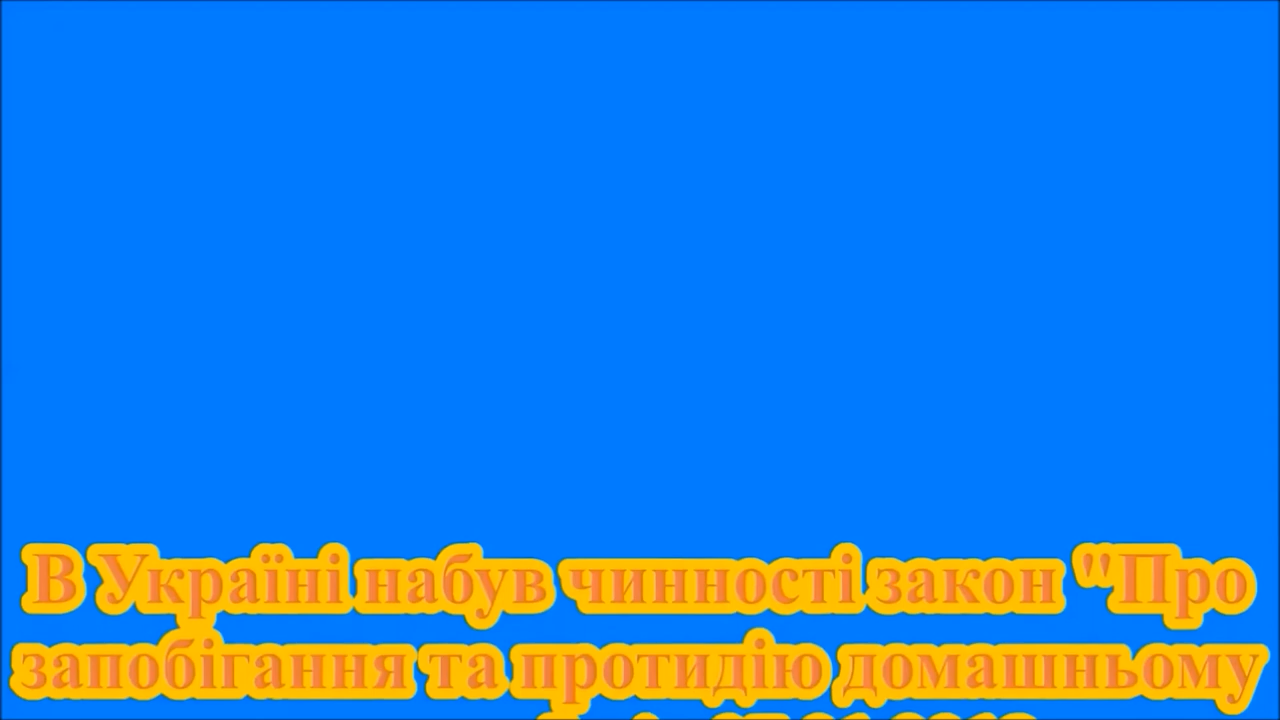 В Україні набув чинності закон "Про
запобігання та протидію домашньому